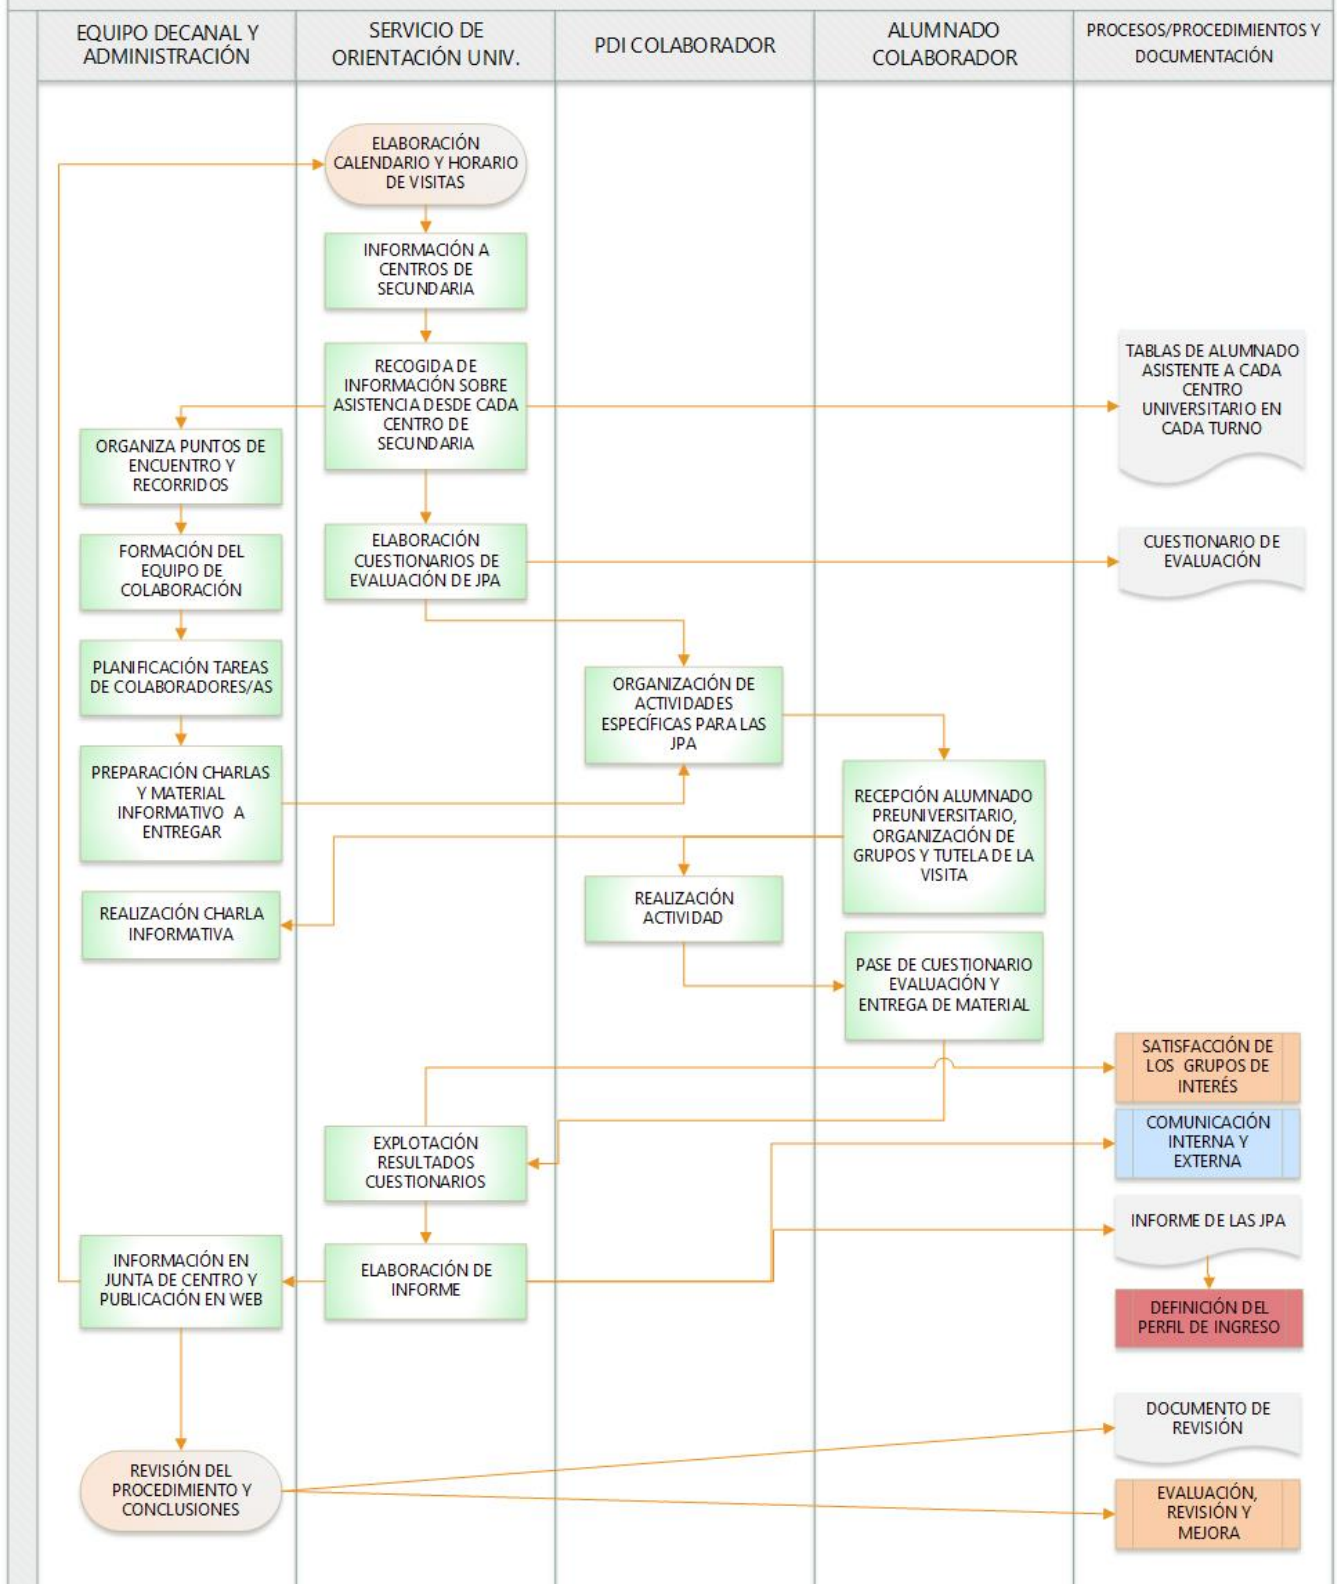 EQUIPO DECANAL Y
ADMINISTRACIÓN
SERVICIO DE
ORIENTACIÓN UNIV.
PDI COLABORADOR
ALUMNADO
COLABORADOR
PROCESOS/PROCEDIMIENTOS Y
DOCUMENTACIÓN
ELABORACIÓN
CALENDARIO Y HORARIO
DE VISITAS
INFORMACIÓN A
CENTROS DE
SECUNDARIA
RECOGIDA DE
INFORMACIÓN SOBRE
ASISTENCIA DESDE CADA
CENTRO DE
SECUNDARIA
TABLAS DE ALUMNADO
ASISTENTE A CADA
CENTRO
UNIVERSITARIO EN
CADA TURNO
ORGANIZA PUNTOS DE
ENCUENTRO Y
RECORRIDOS
FORMACIÓN DEL
EQUIPO DE
COLABORACIÓN
ELABORACIÓN
CUESTIONARIOS DE
EVALUACIÓN DE JPA
CUESTIONARIO DE
EVALUACIÓN
PLANIFICACIÓN TAREAS
DE COLABORADORES/AS
ORGANIZACIÓN DE
ACTIVIDADES
ESPECÍFICAS PARA LAS
JPA
PREPARACIÓN CHARLAS
Y MATERIAL
INFORMATIVO A
ENTREGAR
RECEPCIÓN ALUMNADO
PREUNIVERSITARIO,
ORGANIZACIÓN DE
GRUPOS Y TUTELA DE LA
VISITA
REALIZACIÓN CHARLA
INFORMATIVA
REALIZACIÓN
ACTIVIDAD
PASE DE CUESTIONARIO
EVALUACIÓN Y
ENTREGA DE MATERIAL
SATISFACCIÓN DE
LOS GRUPOS DE
INTERÉS
EXPLOTACIÓN
RESULTADOS
CUESTIONARIOS
COMUNICACIÓN
INTERNA Y
EXTERNA
INFORME DE LAS JPA
INFORMACIÓN EN
JUNTA DE CENTRO Y
PUBLICACIÓN EN WEB
ELABORACIÓN DE
INFORME
DEFINICIÓN DEL
PERFIL DE INGRESO
DOCUMENTO DE
REVISIÓN
REVISIÓN DEL
PROCEDIMIENTO Y
CONCLUSIONES
EVALUACIÓN,
REVISIÓN Y
MEJORA